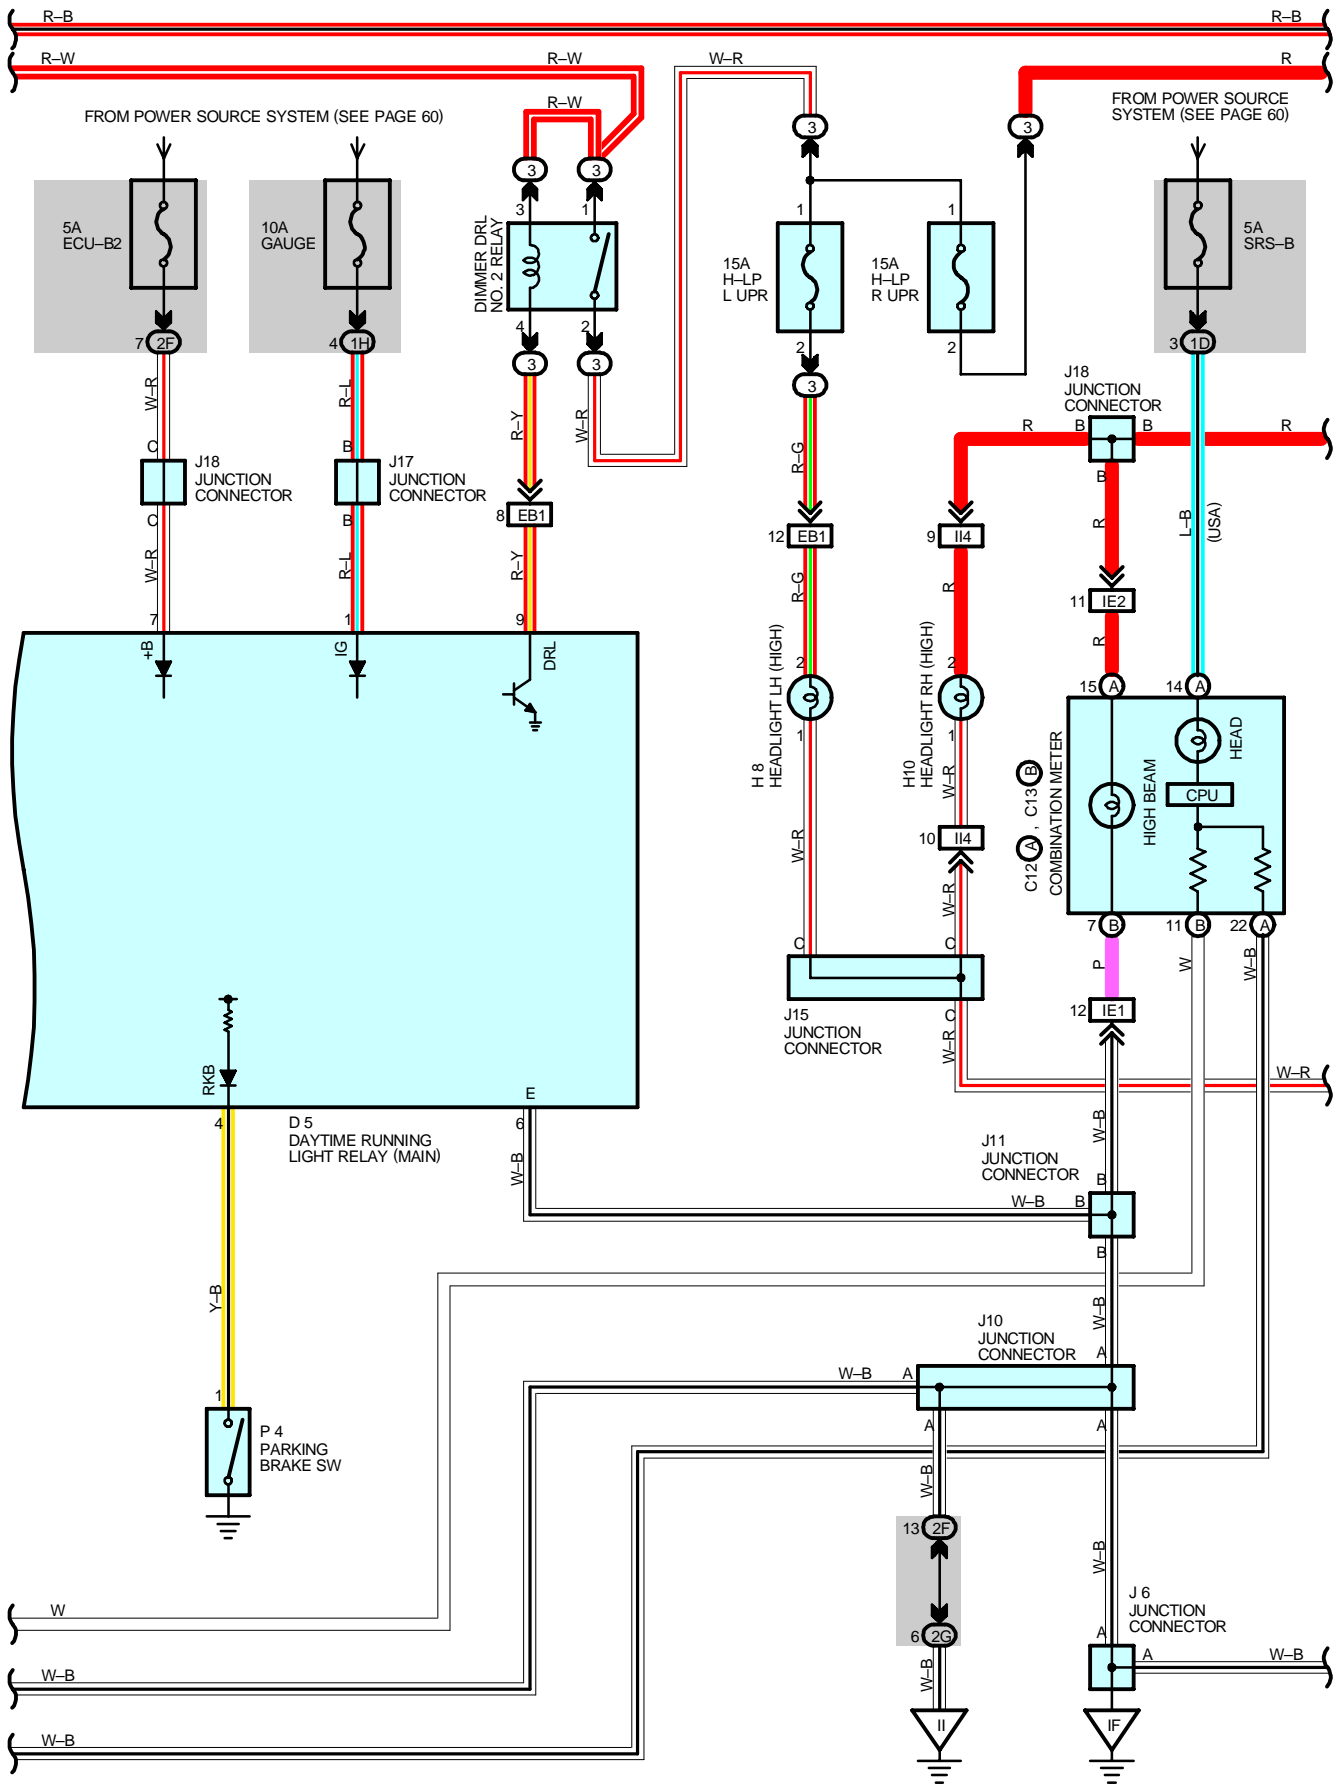 R–B
R–B
R–W
R–W
W–R
R
R–W
FROM POWER SOURCE SYSTEM (SEE PAGE 60)
FROM POWER SOURCE
SYSTEM (SEE PAGE 60)
3
3
3
3
5A
ECU–B2
10A
GAUGE
DIMMER DRL
NO. 2 RELAY
3
1
4
2
1
15A
H–LP
L UPR
2
1
15A
H–LP
R UPR
2
5A
SRS–B
7
2F
4
1H
3
3
3
3
1D
W–R
R–L
R–Y
W–R
R–G
J18
JUNCTION
CONNECTOR
R
B
B
R
B
C
J18
JUNCTION
CONNECTOR
C
B
J17
JUNCTION
CONNECTOR
B
8
EB1
12
EB1
9
II4
R
L–B
(USA)
W–R
R–L
R–Y
R–G
R
11
IE2
R
7
1
9
2
2
15
A
14
A
+B
IG
DRL
H 8
HEADLIGHT LH (HIGH)
1
H10
HEADLIGHT RH (HIGH)
1
W–R
C12 A , C13 B
COMBINATION METER
HIGH BEAM
HEAD
CPU
W–R
10
II4
W–R
7
B
11
B
22
A
C
C
P
W
W–B
J15
JUNCTION
CONNECTOR
C
W–R
12
IE1
W–R
RKB
E
4
D 5
DAYTIME RUNNING
LIGHT RELAY (MAIN)
6
W–B
W–B
J11
JUNCTION
CONNECTOR
B
W–B
B
B
Y–B
W–B
J10
JUNCTION
CONNECTOR
A
W–B
A
1
P 4
PARKING
BRAKE SW
A
A
W–B
13
2F
W–B
6
2G
J 6
JUNCTION
CONNECTOR
A
A
W–B
W
W–B
W–B
W–B
II
IF